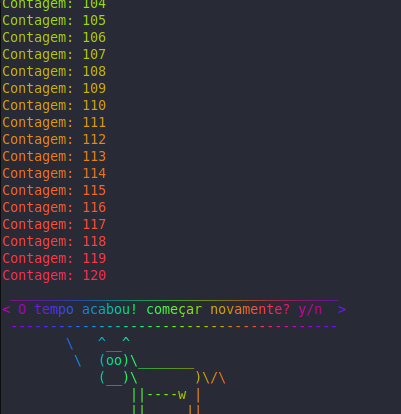 Contagem: 104
Contagem: 105
Contagem: 106
Contagem: 107
Contagem: 108
Contagem: 109
Contagem: 110
Contagem: 111
Contagem: 112
Contagem: 113
Contagem: 114
Contagem: 115
Contagem: 116
Contagem: 117
Contagem: 118
Contagem: 119
Contagem: 120
< O tempo acabou! começar novamente? y/n  >
\   ^__^
\  (oo)\_______
(__)\       )\/\
||----w |
||     ||